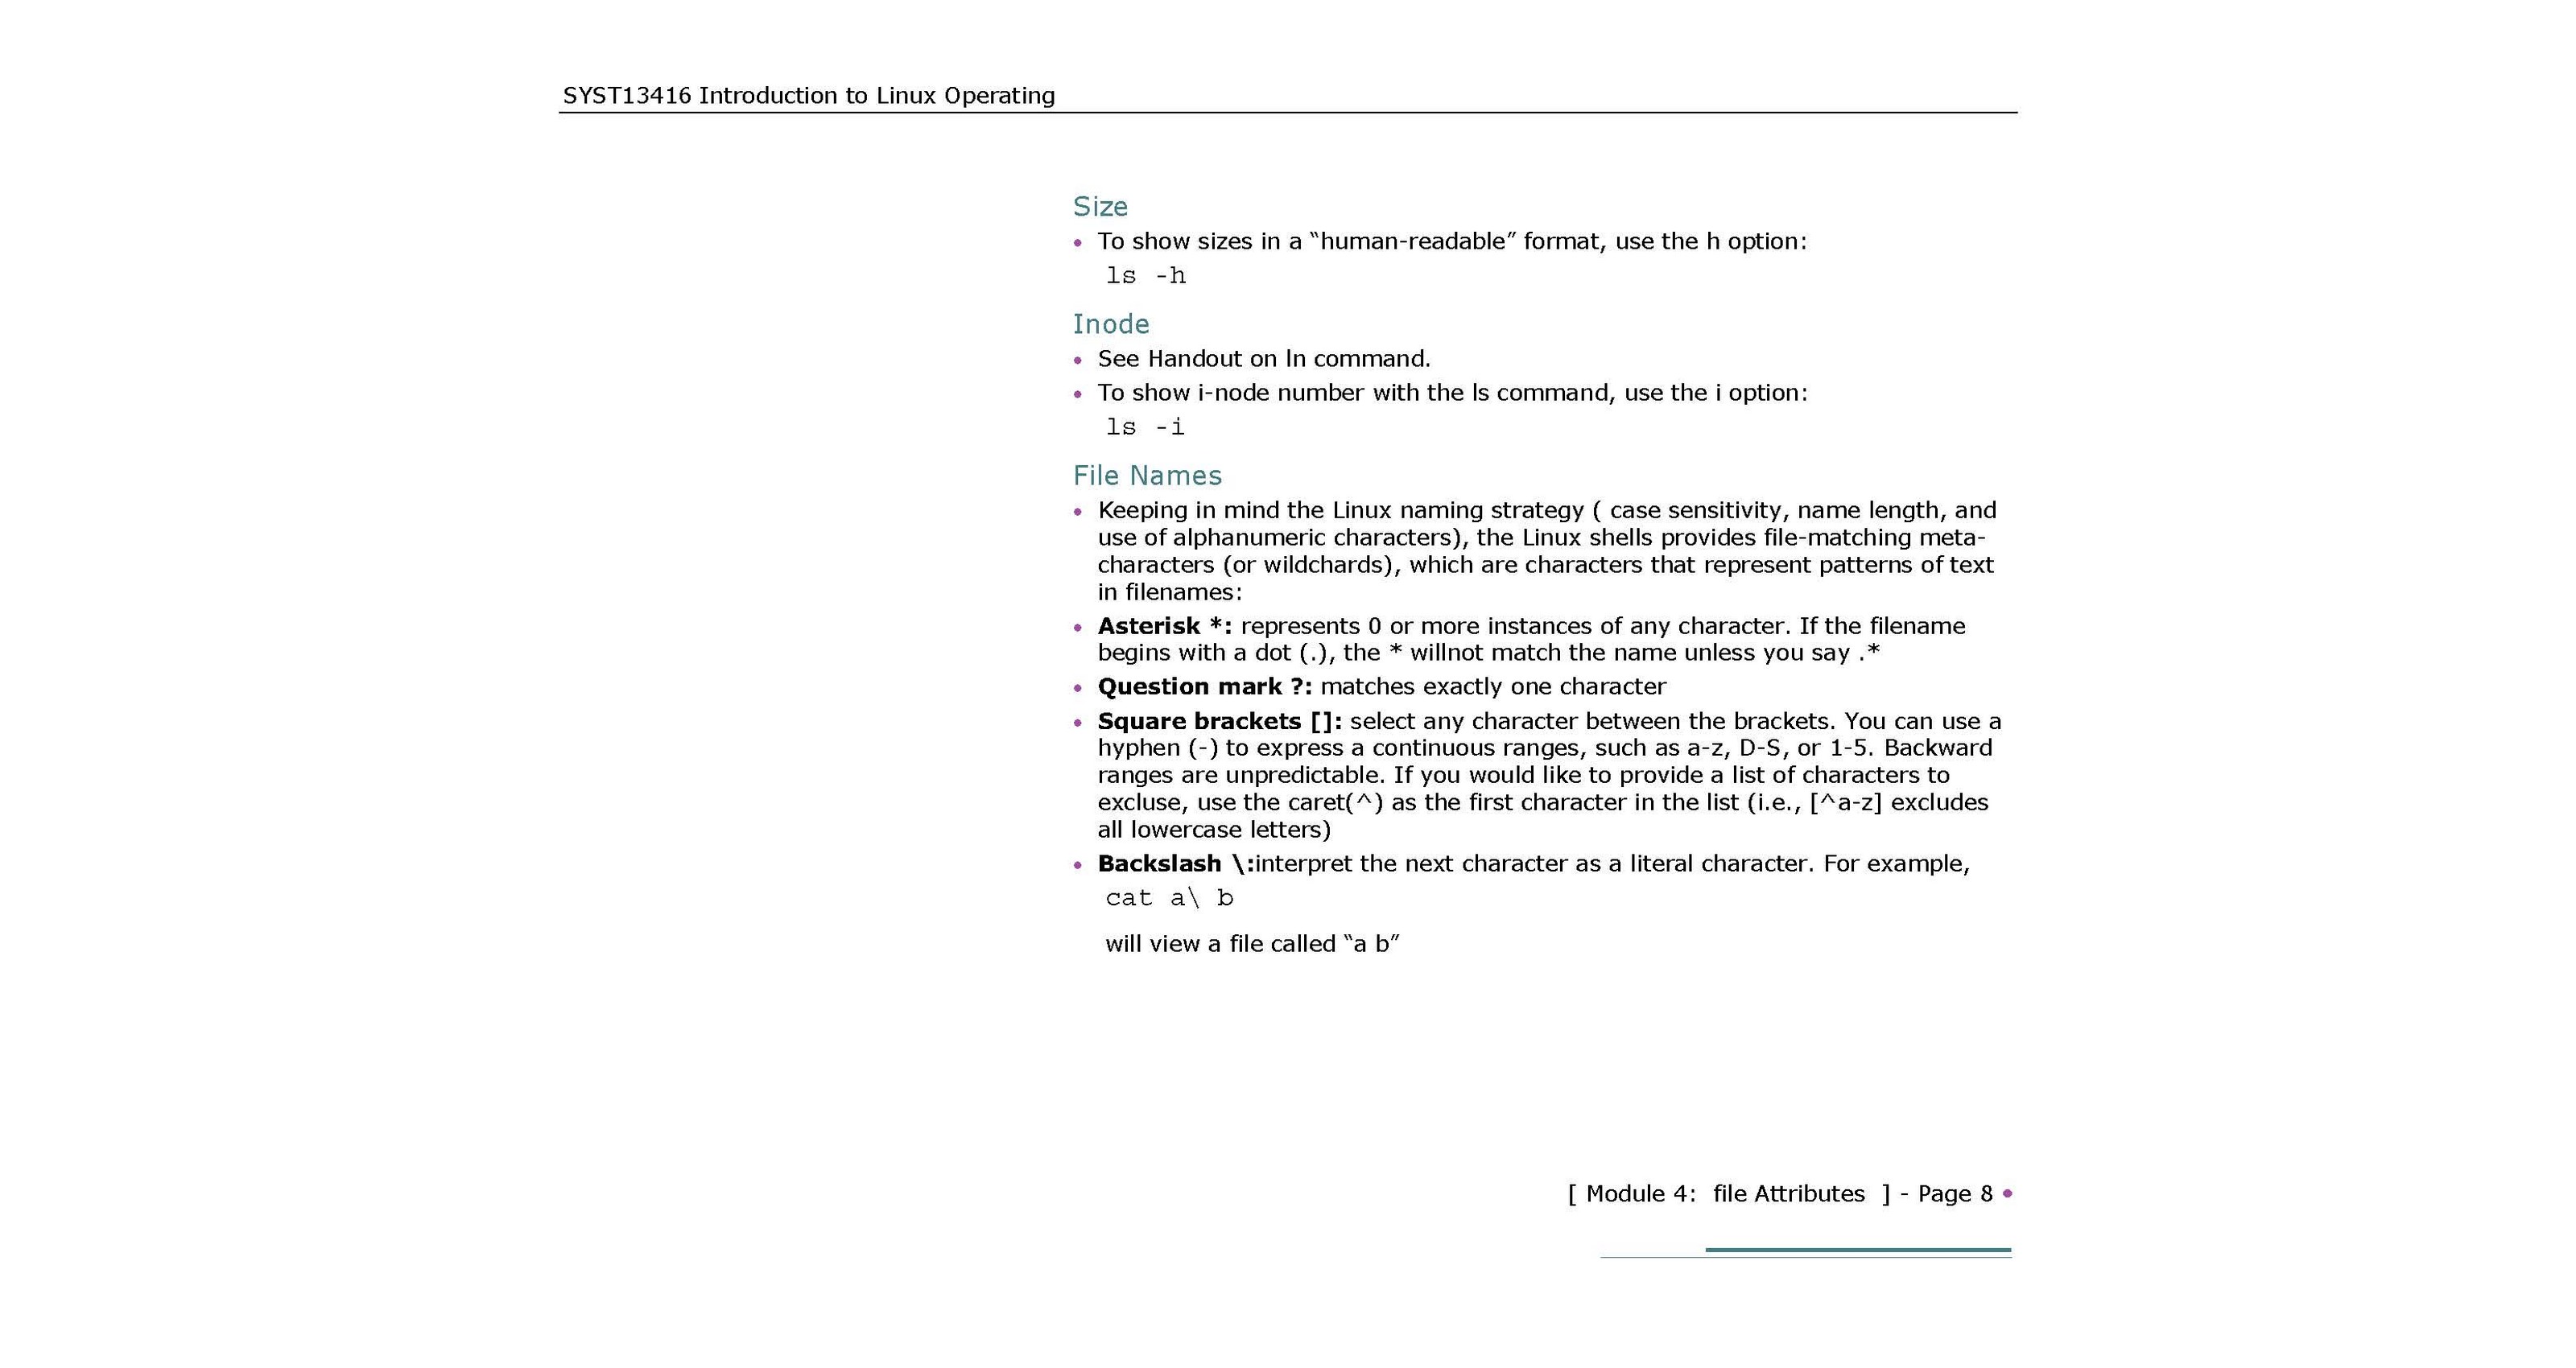 SYST13416 Introduction to Linux Operating
Size
• To show sizes in a “human-readable” format, use the h option:
ls -h
Inode
• See Handout on ln command.
• To show i-node number with the ls command, use the i option:
ls -i
File Names
• Keeping in mind the Linux naming strategy ( case sensitivity, name length, and
use of alphanumeric characters), the Linux shells provides file-matching meta-
characters (or wildchards), which are characters that represent patterns of text
in filenames:
• Asterisk *: represents 0 or more instances of any character. If the filename
begins with a dot (.), the * willnot match the name unless you say .*
• Question mark ?: matches exactly one character
• Square brackets []: select any character between the brackets. You can use a
hyphen (-) to express a continuous ranges, such as a-z, D-S, or 1-5. Backward
ranges are unpredictable. If you would like to provide a list of characters to
excluse, use the caret(^) as the first character in the list (i.e., [^a-z] excludes
all lowercase letters)
• Backslash \:interpret the next character as a literal character. For example,
cat a\ b
will view a file called “a b”
[ Module 4:  file Attributes  ] - Page 8 •